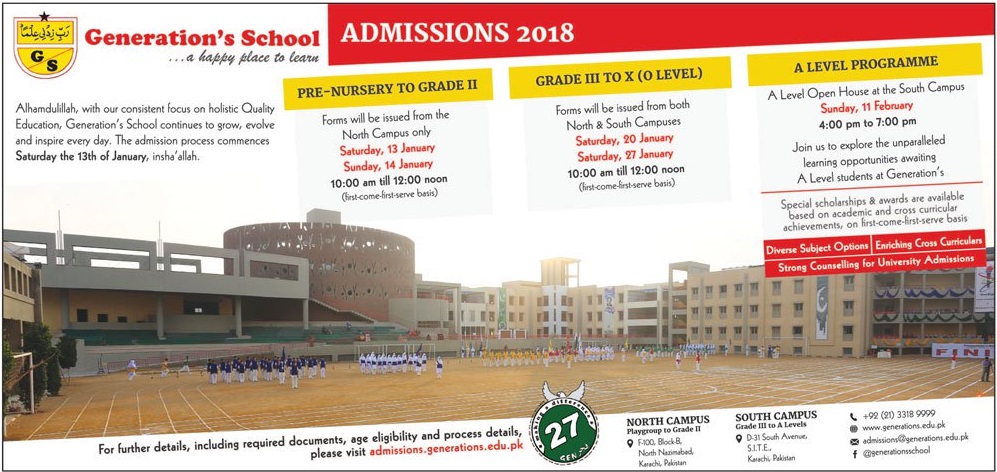 رَبِّ زِدْنِي عِلْمًا
G S
Generation's School
...a happy place to learn
ADMISSIONS 2018
Alhamdulillah, with our consistent focus on holistic Quality
Education, Generation's School continues to grow, evolve
and inspire every day. The admission process commences
Saturday the 13th of January, insha'allah.
PRE-NURSERY TO GRADE II
Forms will be issued from the
North Campus only
Saturday, 13 January
Sunday, 14 January
10:00 am till 12:00 noon
(first-come-first-serve basis)
GRADE III TO X (O LEVEL)
Forms will be issued from both
North & South Campuses
Saturday, 20 January
Saturday, 27 January
10:00 am till 12:00 noon
(first-come-first-serve basis)
A LEVEL PROGRAMME
A Level Open House at the South Campus
Sunday, 11 February
4:00 pm to 7:00 pm
Join us to explore the unparalleled
learning opportunities awaiting
A Level students at Generation's
Special scholarships & awards are available
based on academic and cross curricular
achievements, on first-come-first-serve basis
Diverse Subject Options
Enriching Cross Curriculars
Strong Counselling for University Admissions
FINI
For further details, including required documents, age eligibility and process details,
please visit admissions.generations.edu.pk
making a difference
27
NORTH CAMPUS
Playgroup to Grade II
F-100, Block-B,
North Nazimabad,
Karachi, Pakistan
SOUTH CAMPUS
Grade III to A Levels
D-31 South Avenue,
S.I.T.E.,
Karachi, Pakistan
+92 (21) 3318 9999
www.generations.edu.pk
admissions@generations.edu.pk
@generationsschool